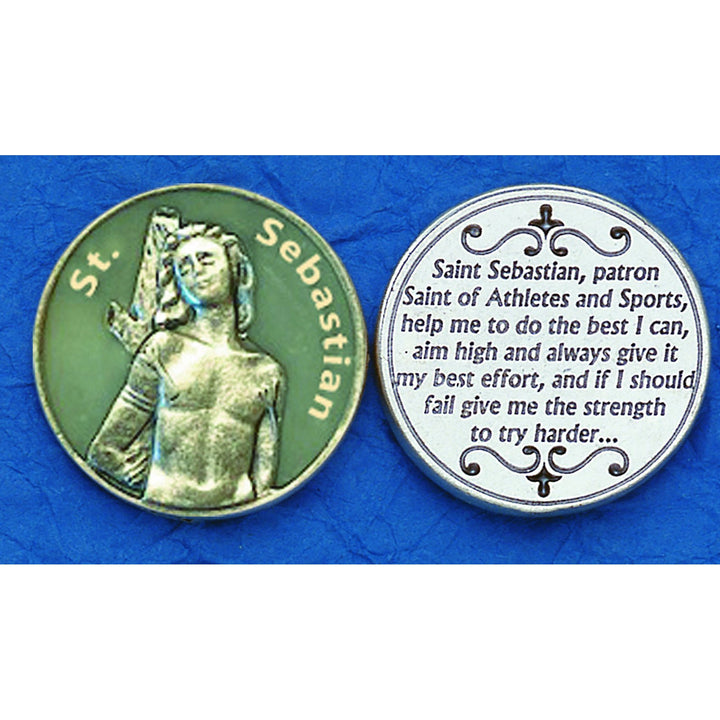 St. Sebastian
Saint Sebastian, patron
Saint of Athletes and Sports,
help me to do the best I can,
aim high and always give it
my best effort, and if I should
fail give me the strength
to try harder...